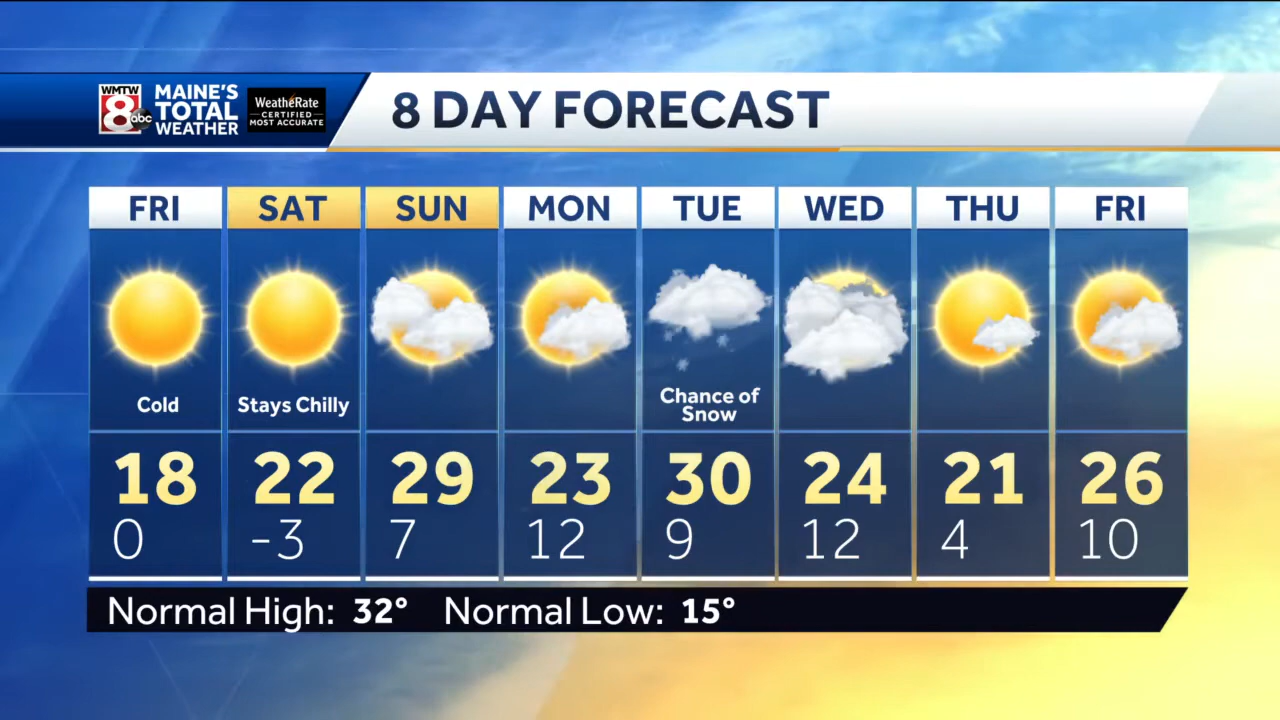 WMTW
8
abc
MAINE'S
TOTAL
WEATHER
WeatheRate
CERTIFIED
MOST ACCURATE
8 DAY FORECAST
FRI SAT SUN MON TUE WED THU FRI
Cold Stays Chilly Chance of
Snow
18 22 29 23 30 24 21 26
0 -3 7 12 9 12 4 10
Normal High: 32° Normal Low: 15°